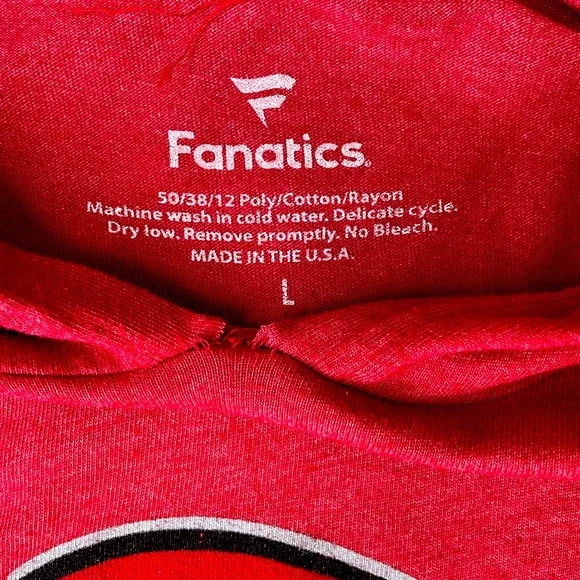 Fanatics.
50/38/12 Poly/Cotton/Rayon
Machine wash in cold water. Delicate cycle.
Dry low. Remove promptly. No Bleach.
MADE IN THE U.S.A.
L